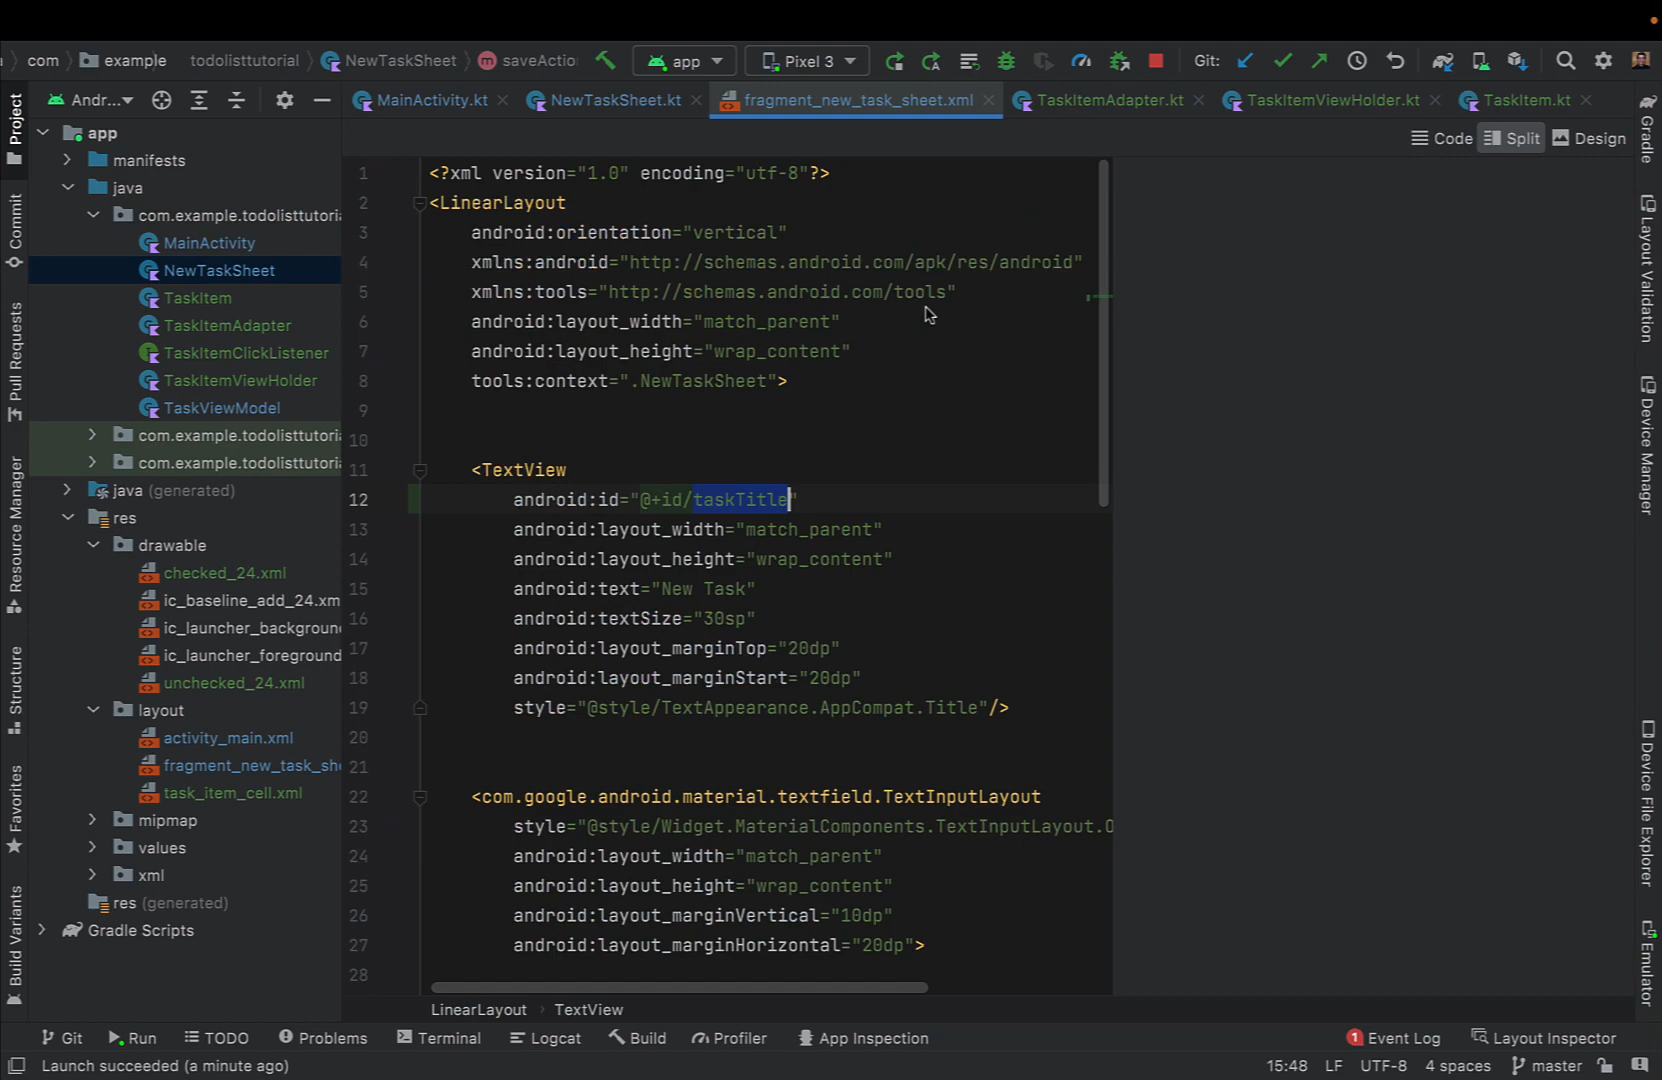 com example todolisttutorial NewTaskSheet saveActio app Pixel 3 Git:
Andr... MainActivity.kt NewTaskSheet.kt fragment_new_task_sheet.xml TaskItemAdapter.kt TaskItemViewHolder.kt TaskItem.kt
Code Split Design
Project
Commit
Pull Requests
Resource Manager
Structure
Favorites
Build Variants
app
manifests
java
com.example.todolisttutori
MainActivity
NewTaskSheet
TaskItem
TaskItemAdapter
TaskItemClickListener
TaskItemViewHolder
TaskViewModel
com.example.todolisttutori
com.example.todolisttutori
java (generated)
res
drawable
checked_24.xml
ic_baseline_add_24.xm
ic_launcher_background
ic_launcher_foreground
unchecked_24.xml
layout
activity_main.xml
fragment_new_task_she
task_item_cell.xml
mipmap
values
xml
res (generated)
Gradle Scripts
1 <?xml version="1.0" encoding="utf-8"?>
2 <LinearLayout
3 android:orientation="vertical"
4 xmlns:android="http://schemas.android.com/apk/res/android"
5 xmlns:tools="http://schemas.android.com/tools"
6 android:layout_width="match_parent"
7 android:layout_height="wrap_content"
8 tools:context=".NewTaskSheet">
9
10
11 <TextView
12 android:id="@+id/taskTitle"
13 android:layout_width="match_parent"
14 android:layout_height="wrap_content"
15 android:text="New Task"
16 android:textSize="30sp"
17 android:layout_marginTop="20dp"
18 android:layout_marginStart="20dp"
19 style="@style/TextAppearance.AppCompat.Title"/>
20
21
22 <com.google.android.material.textfield.TextInputLayout
23 style="@style/Widget.MaterialComponents.TextInputLayout.O
24 android:layout_width="match_parent"
25 android:layout_height="wrap_content"
26 android:layout_marginVertical="10dp"
27 android:layout_marginHorizontal="20dp">
28
LinearLayout TextView
Gradle
Layout Validation
Device Manager
Device File Explorer
Emulator
Git Run TODO Problems Terminal Logcat Build Profiler App Inspection 1 Event Log Layout Inspector
Launch succeeded (a minute ago) 15:48 LF UTF-8 4 spaces master